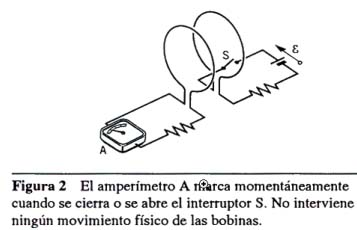 S
ε
A
Figura 2 El amperímetro A marca momentáneamente
cuando se cierra o se abre el interruptor S. No interviene
ningún movimiento físico de las bobinas.